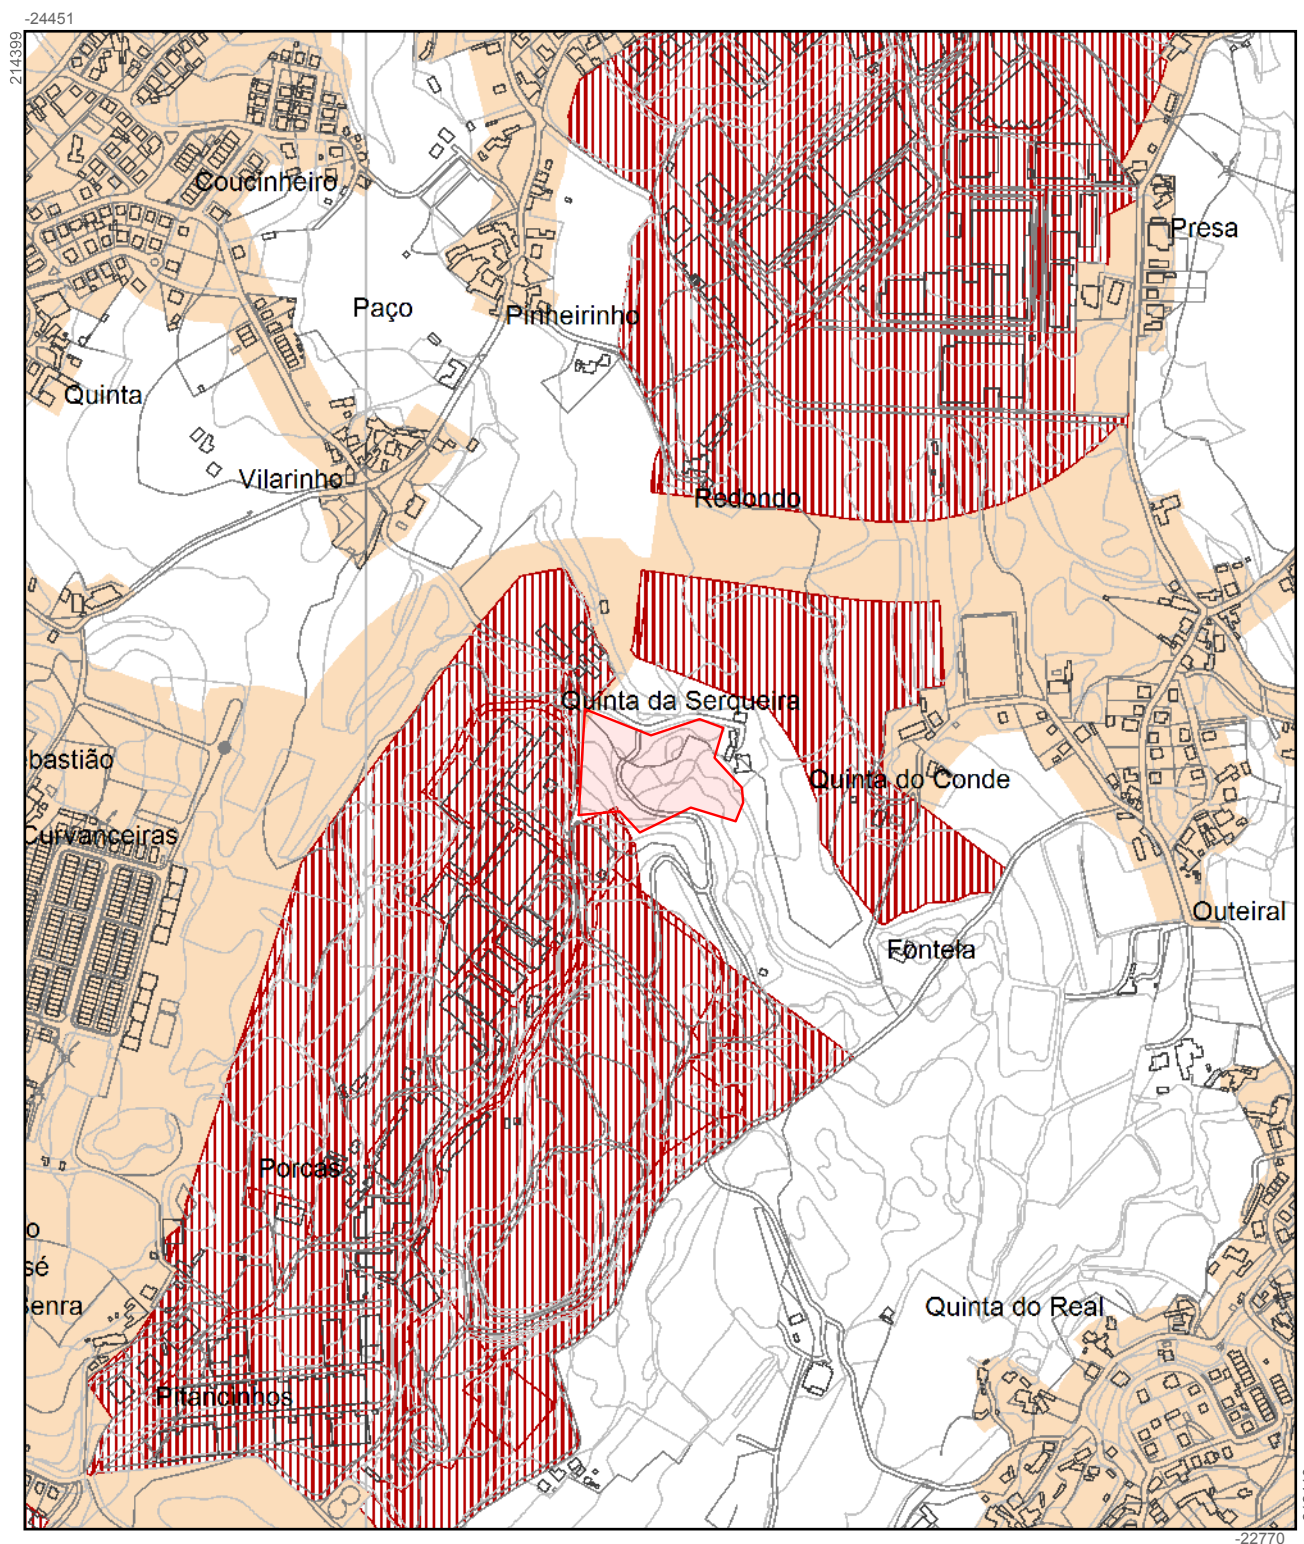 -24451
214399
Coucinheiro
Presa
Paço
Pinheirinho
Quinta
Vilarinho
Redondo
Quinta da Serqueira
bastião
Quinta do Conde
Curvanceiras
Outeiral
Fontela
Porcas
o
sé
Senra
Quinta do Real
Pitancinhos
-22770